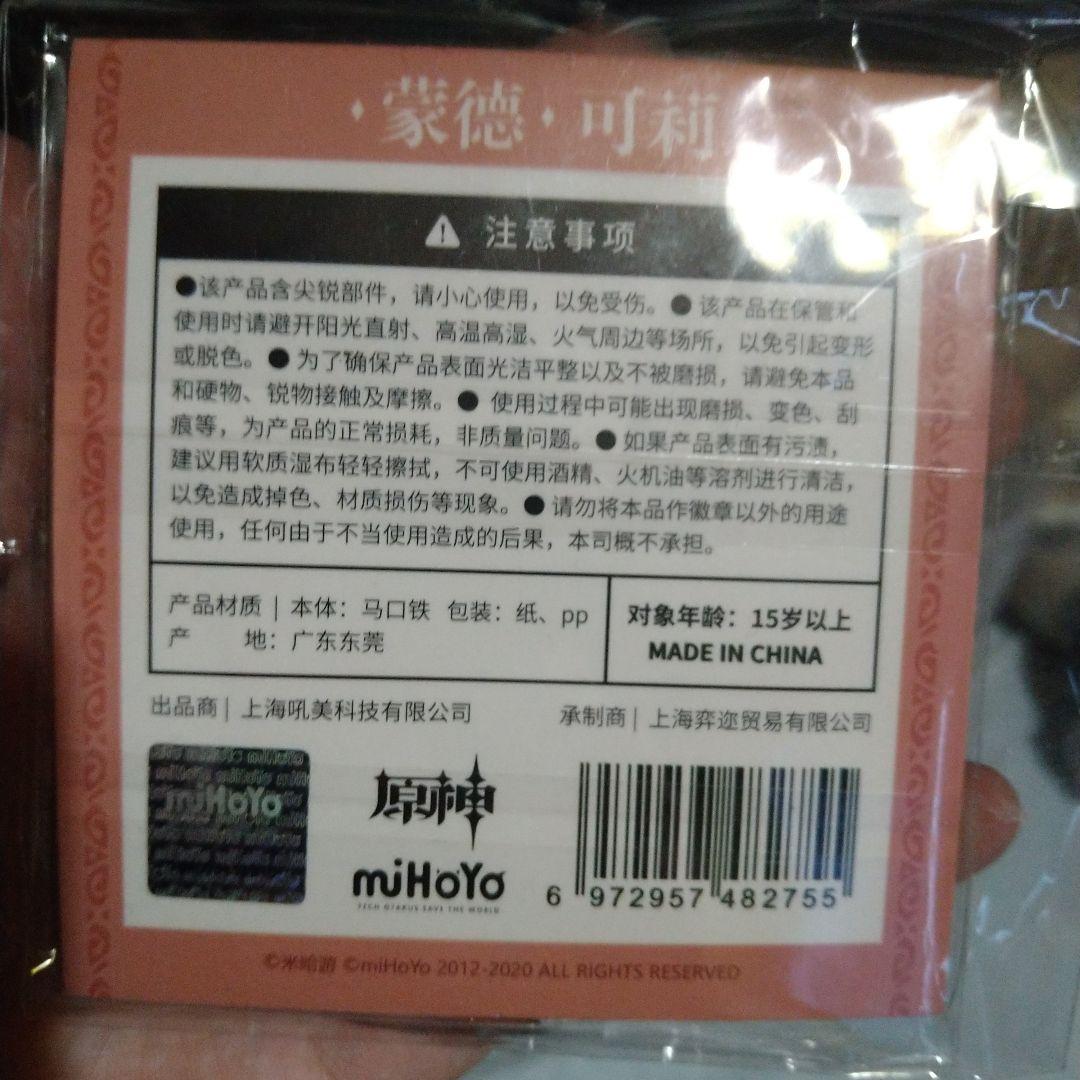 ·蒙德·可莉
注意事项
●该产品含尖锐部件，请小心使用，以免受伤。●该产品在保管和
使用时请避开阳光直射、高温高湿、火气周边等场所，以免引起变形
或脱色。●为了确保产品表面光洁平整以及不被磨损，请避免本品
和硬物、锐物接触及摩擦。●使用过程中可能出现磨损、变色、刮
痕等，为产品的正常损耗，非质量问题。●如果产品表面有污渍，
建议用软质湿布轻轻擦拭，不可使用酒精、火机油等溶剂进行清洁，
以免造成掉色、材质损伤等现象。●请勿将本品作徽章以外的用途
使用，任何由于不当使用造成的后果，本司概不承担。
产品材质 | 本体：马口铁 包装：纸、pp
产 地：广东东莞
对象年龄：15岁以上
MADE IN CHINA
出品商 | 上海吼美科技有限公司
承制商 | 上海弈迩贸易有限公司
miHoYo
原神
miHoYo
TECH OTAKUS SAVE THE WORLD
6 972957 482755
©米哈游 ©miHoYo 2012-2020 ALL RIGHTS RESERVED